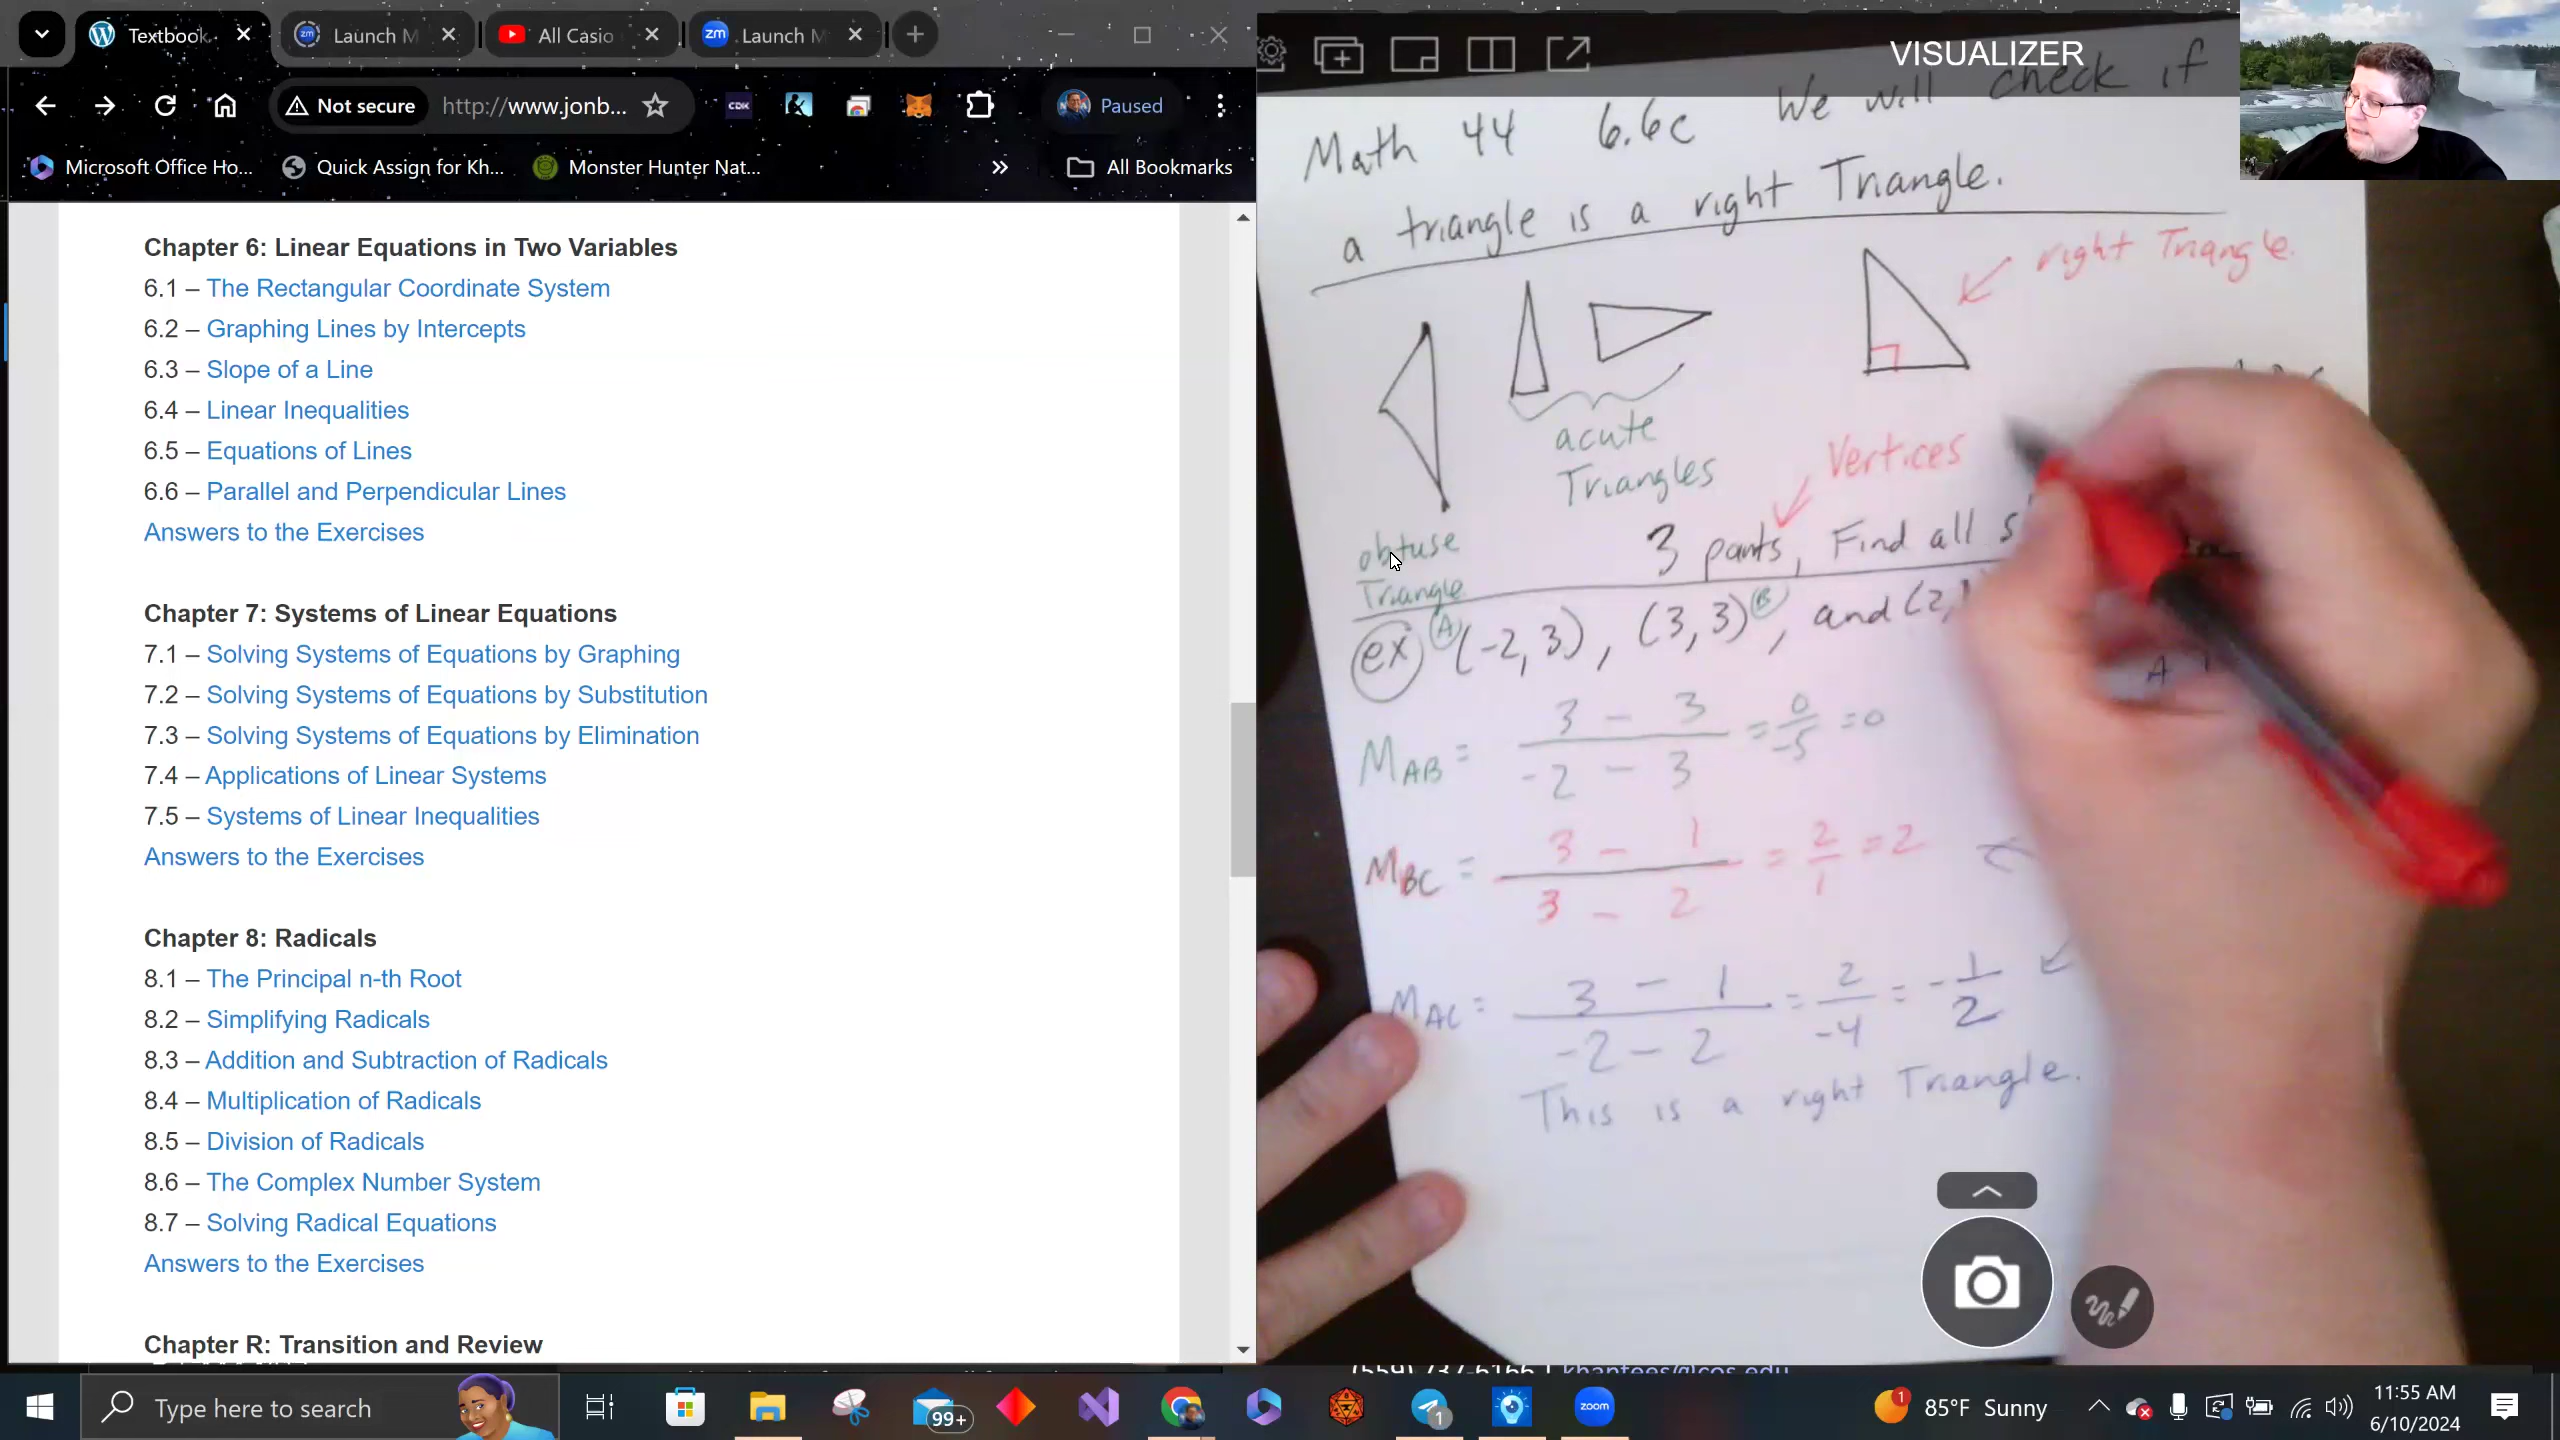 Textbook
Launch M
All Casio
Launch M
Not secure
http://www.jonb...
CDK
Paused
Microsoft Office Ho...
Quick Assign for Kh...
Monster Hunter Nat...
All Bookmarks
Chapter 6: Linear Equations in Two Variables
6.1 – The Rectangular Coordinate System
6.2 – Graphing Lines by Intercepts
6.3 – Slope of a Line
6.4 – Linear Inequalities
6.5 – Equations of Lines
6.6 – Parallel and Perpendicular Lines
Answers to the Exercises
Chapter 7: Systems of Linear Equations
7.1 – Solving Systems of Equations by Graphing
7.2 – Solving Systems of Equations by Substitution
7.3 – Solving Systems of Equations by Elimination
7.4 – Applications of Linear Systems
7.5 – Systems of Linear Inequalities
Answers to the Exercises
Chapter 8: Radicals
8.1 – The Principal n-th Root
8.2 – Simplifying Radicals
8.3 – Addition and Subtraction of Radicals
8.4 – Multiplication of Radicals
8.5 – Division of Radicals
8.6 – The Complex Number System
8.7 – Solving Radical Equations
Answers to the Exercises
Chapter R: Transition and Review
VISUALIZER
Math 44 6.6c We will check if
a triangle is a right Triangle.
right Triangle.
acute
Triangles
obtuse
Triangle
Vertices
3 points, Find all s
ex A (-2, 3), (3, 3) B, and (2,
M AB = 3 - 3 / -2 - 3 = 0/-5 = 0
M BC = 3 - 1 / 3 - 2 = 2/1 = 2
M AC = 3 - 1 / -2 - 2 = 2/-4 = -1/2
This is a right Triangle.
(559) 737-6166 | khantees@cos.edu
Type here to search
99+
1
zoom
1
85°F Sunny
11:55 AM
6/10/2024